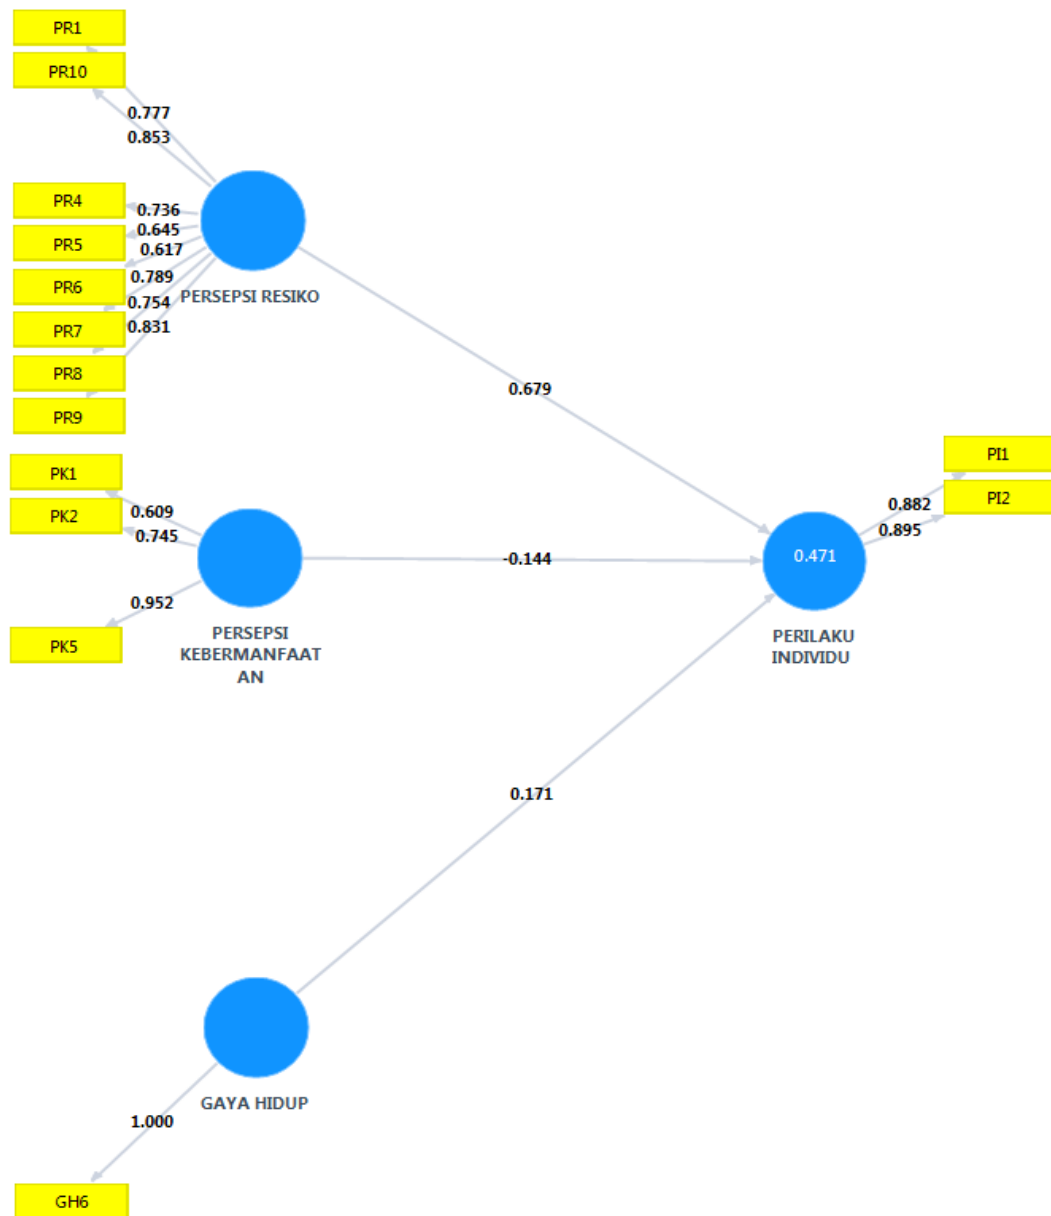 PR1
PR10
0.777
0.853
PR4
0.736
PR5
0.645
0.617
PR6
0.789
0.754
PR7
0.831
PR8
PR9
PERSEPSI RESIKO
0.679
PK1
0.609
PK2
0.745
0.952
PK5
PERSEPSI
KEBERMANFAAT
AN
-0.144
0.471
PERILAKU
INDIVIDU
PI1
0.882
PI2
0.895
0.171
GAYA HIDUP
1.000
GH6